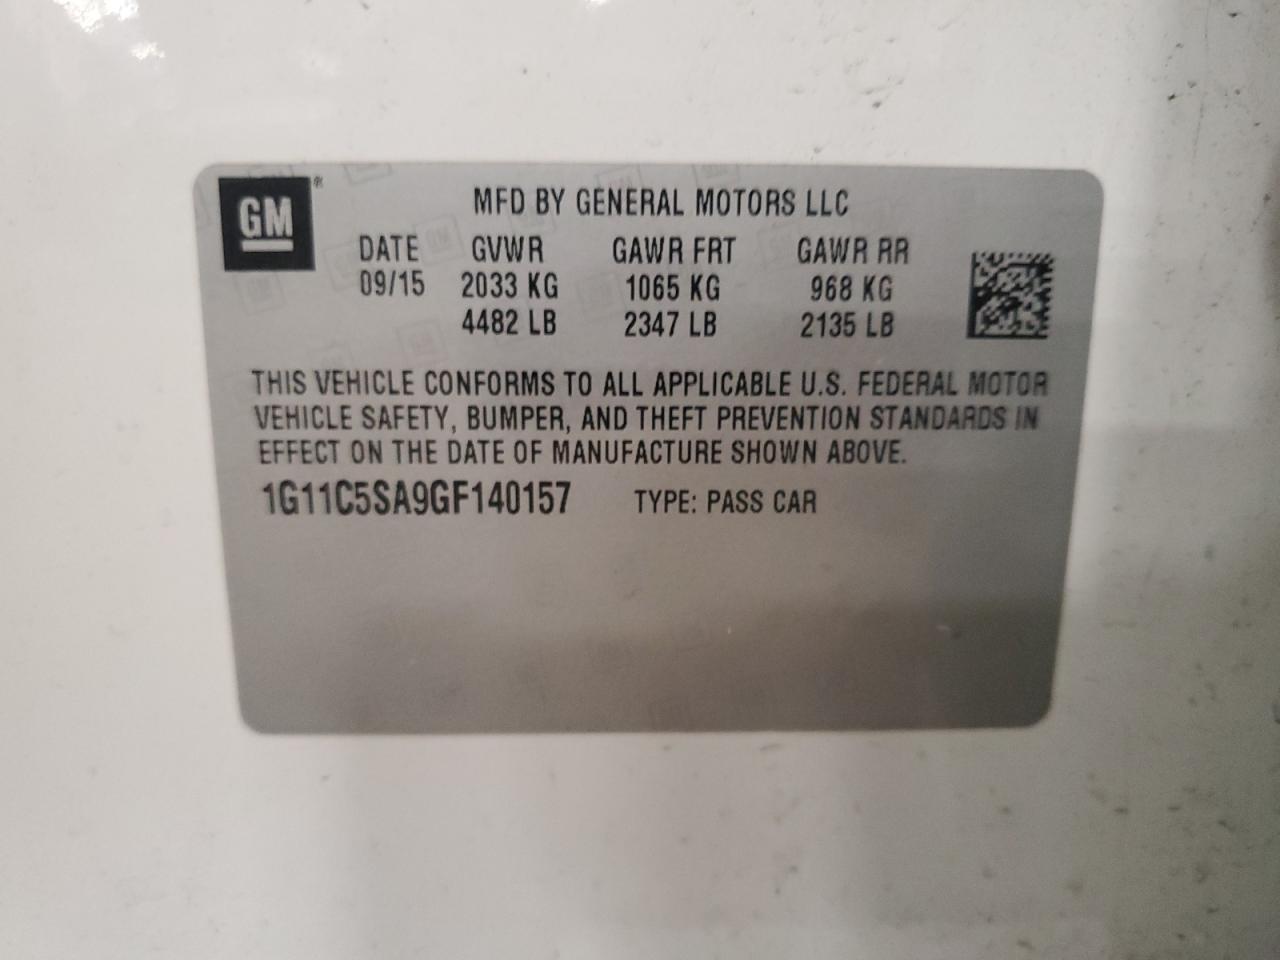 GM®
MFD BY GENERAL MOTORS LLC
DATE GVWR GAWR FRT GAWR RR
09/15 2033 KG 1065 KG 968 KG
4482 LB 2347 LB 2135 LB
THIS VEHICLE CONFORMS TO ALL APPLICABLE U.S. FEDERAL MOTOR
VEHICLE SAFETY, BUMPER, AND THEFT PREVENTION STANDARDS IN
EFFECT ON THE DATE OF MANUFACTURE SHOWN ABOVE.
1G11C5SA9GF140157 TYPE: PASS CAR